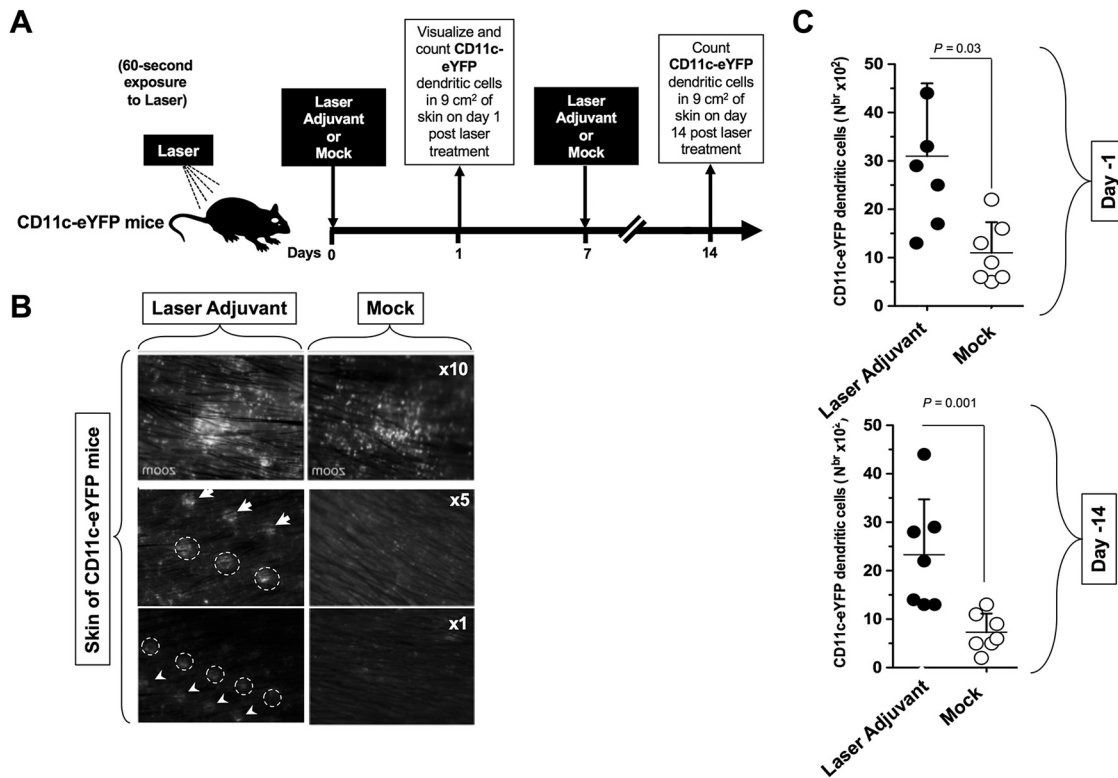 A
(60-second
exposure
to Laser)
Laser
CD11c-eYFP mice
Laser
Adjuvant
or
Mock
Visualize and
count CD11c-
eYFP
dendritic cells
in 9 cm² of
skin on day 1
post laser
treatment
Laser
Adjuvant
or
Mock
Count
CD11c-eYFP
dendritic cells
in 9 cm² of
skin on day
14 post laser
treatment
Days 0 1 7 14
B
Laser Adjuvant
Mock
Skin of CD11c-eYFP mice
x10
zoom
zoom
x5
x1
C
P = 0.03
CD11c-eYFP dendritic cells ( Nbr x10²)
50
40
30
20
10
0
Laser Adjuvant
Mock
Day -1
P = 0.001
CD11c-eYFP dendritic cells ( Nbr x10²)
50
40
30
20
10
0
Laser Adjuvant
Mock
Day -14